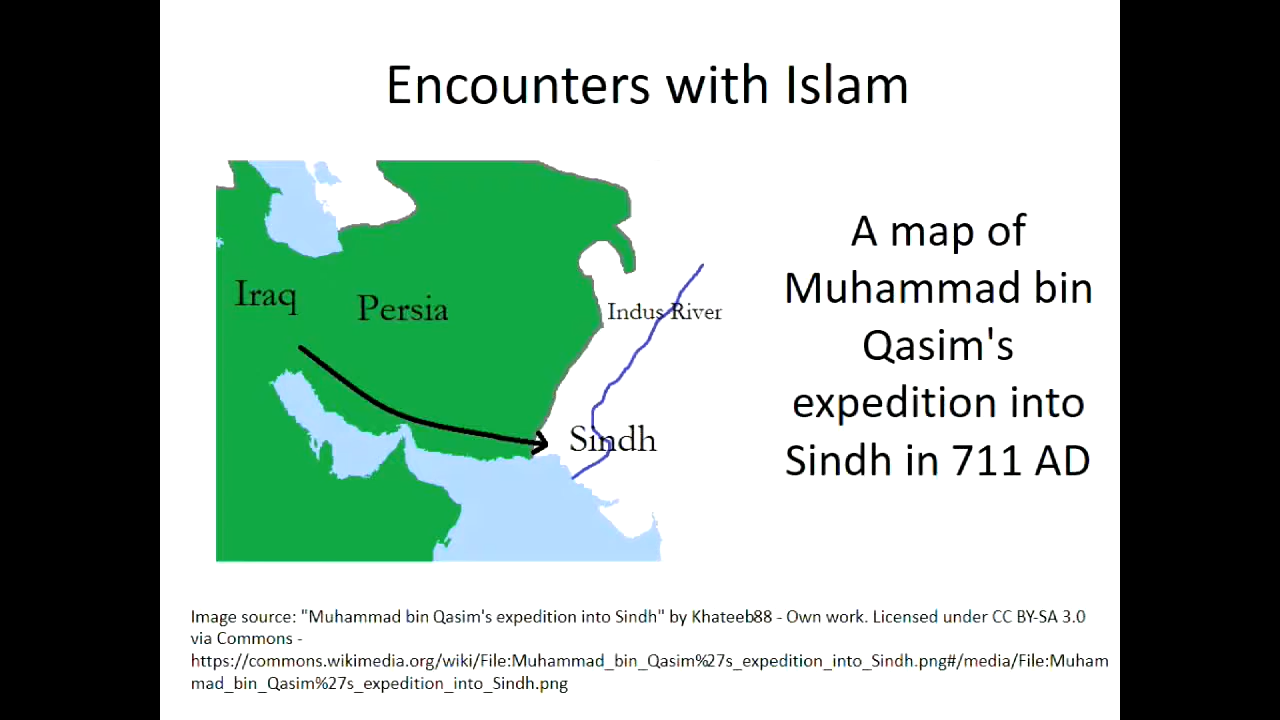 Encounters with Islam
Iraq
Persia
Indus River
Sindh
A map of
Muhammad bin
Qasim's
expedition into
Sindh in 711 AD
Image source: "Muhammad bin Qasim's expedition into Sindh" by Khateeb88 - Own work. Licensed under CC BY-SA 3.0
via Commons -
https://commons.wikimedia.org/wiki/File:Muhammad_bin_Qasim%27s_expedition_into_Sindh.png#/media/File:Muham
mad_bin_Qasim%27s_expedition_into_Sindh.png